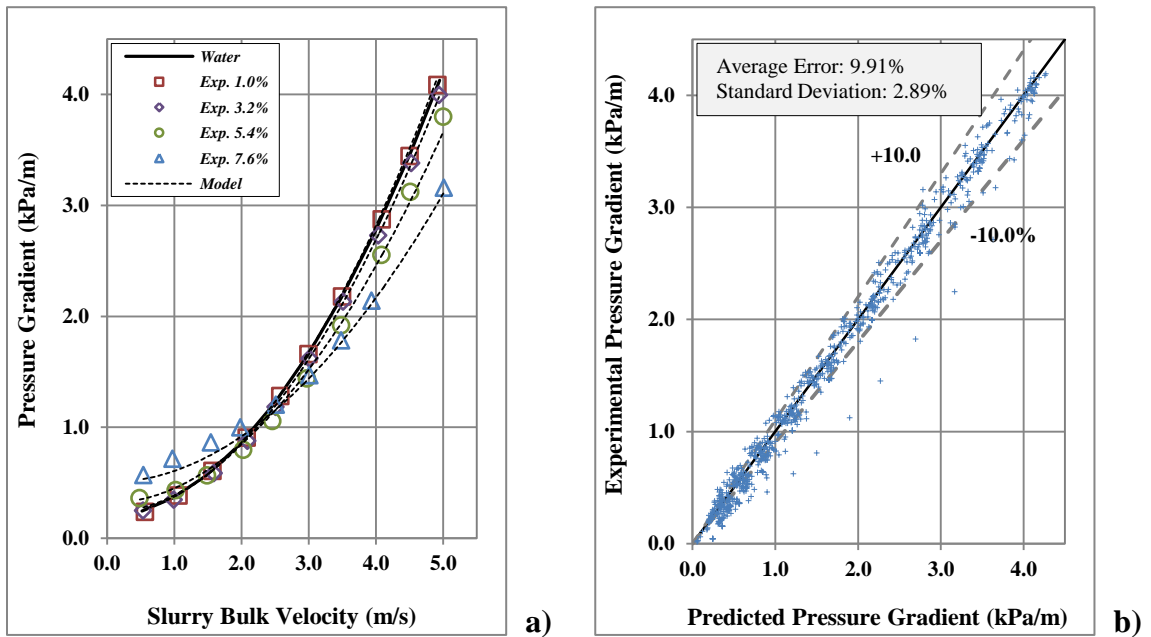 Pressure Gradient (kPa/m)
4.0
3.0
2.0
1.0
0.0
Water
Exp. 1.0%
Exp. 3.2%
Exp. 5.4%
Exp. 7.6%
Model
0.0 1.0 2.0 3.0 4.0 5.0
Slurry Bulk Velocity (m/s)
a)
Experimental Pressure Gradient (kPa/m)
4.0
3.0
2.0
1.0
0.0
Average Error: 9.91%
Standard Deviation: 2.89%
+10.0
-10.0%
0.0 1.0 2.0 3.0 4.0
Predicted Pressure Gradient (kPa/m)
b)